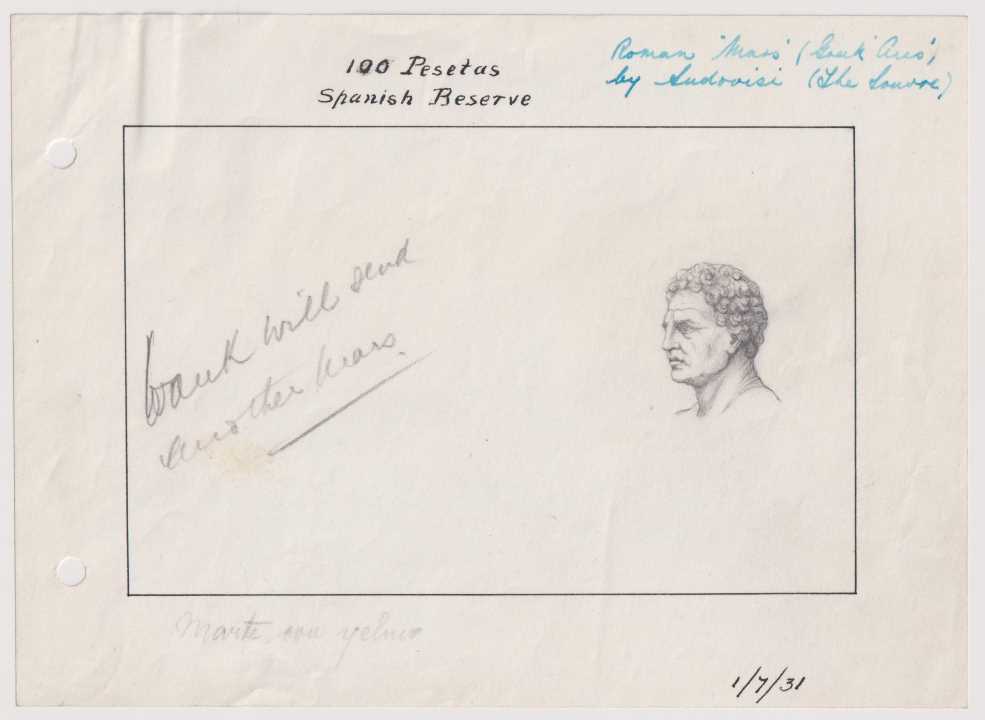 100 Pesetas
Spanish Reserve
Roman 'Mars' (Greek 'Ares')
by Ludovisi (The Louvre)
bank will send
another Mars.
Marte con yelmo
1/7/31